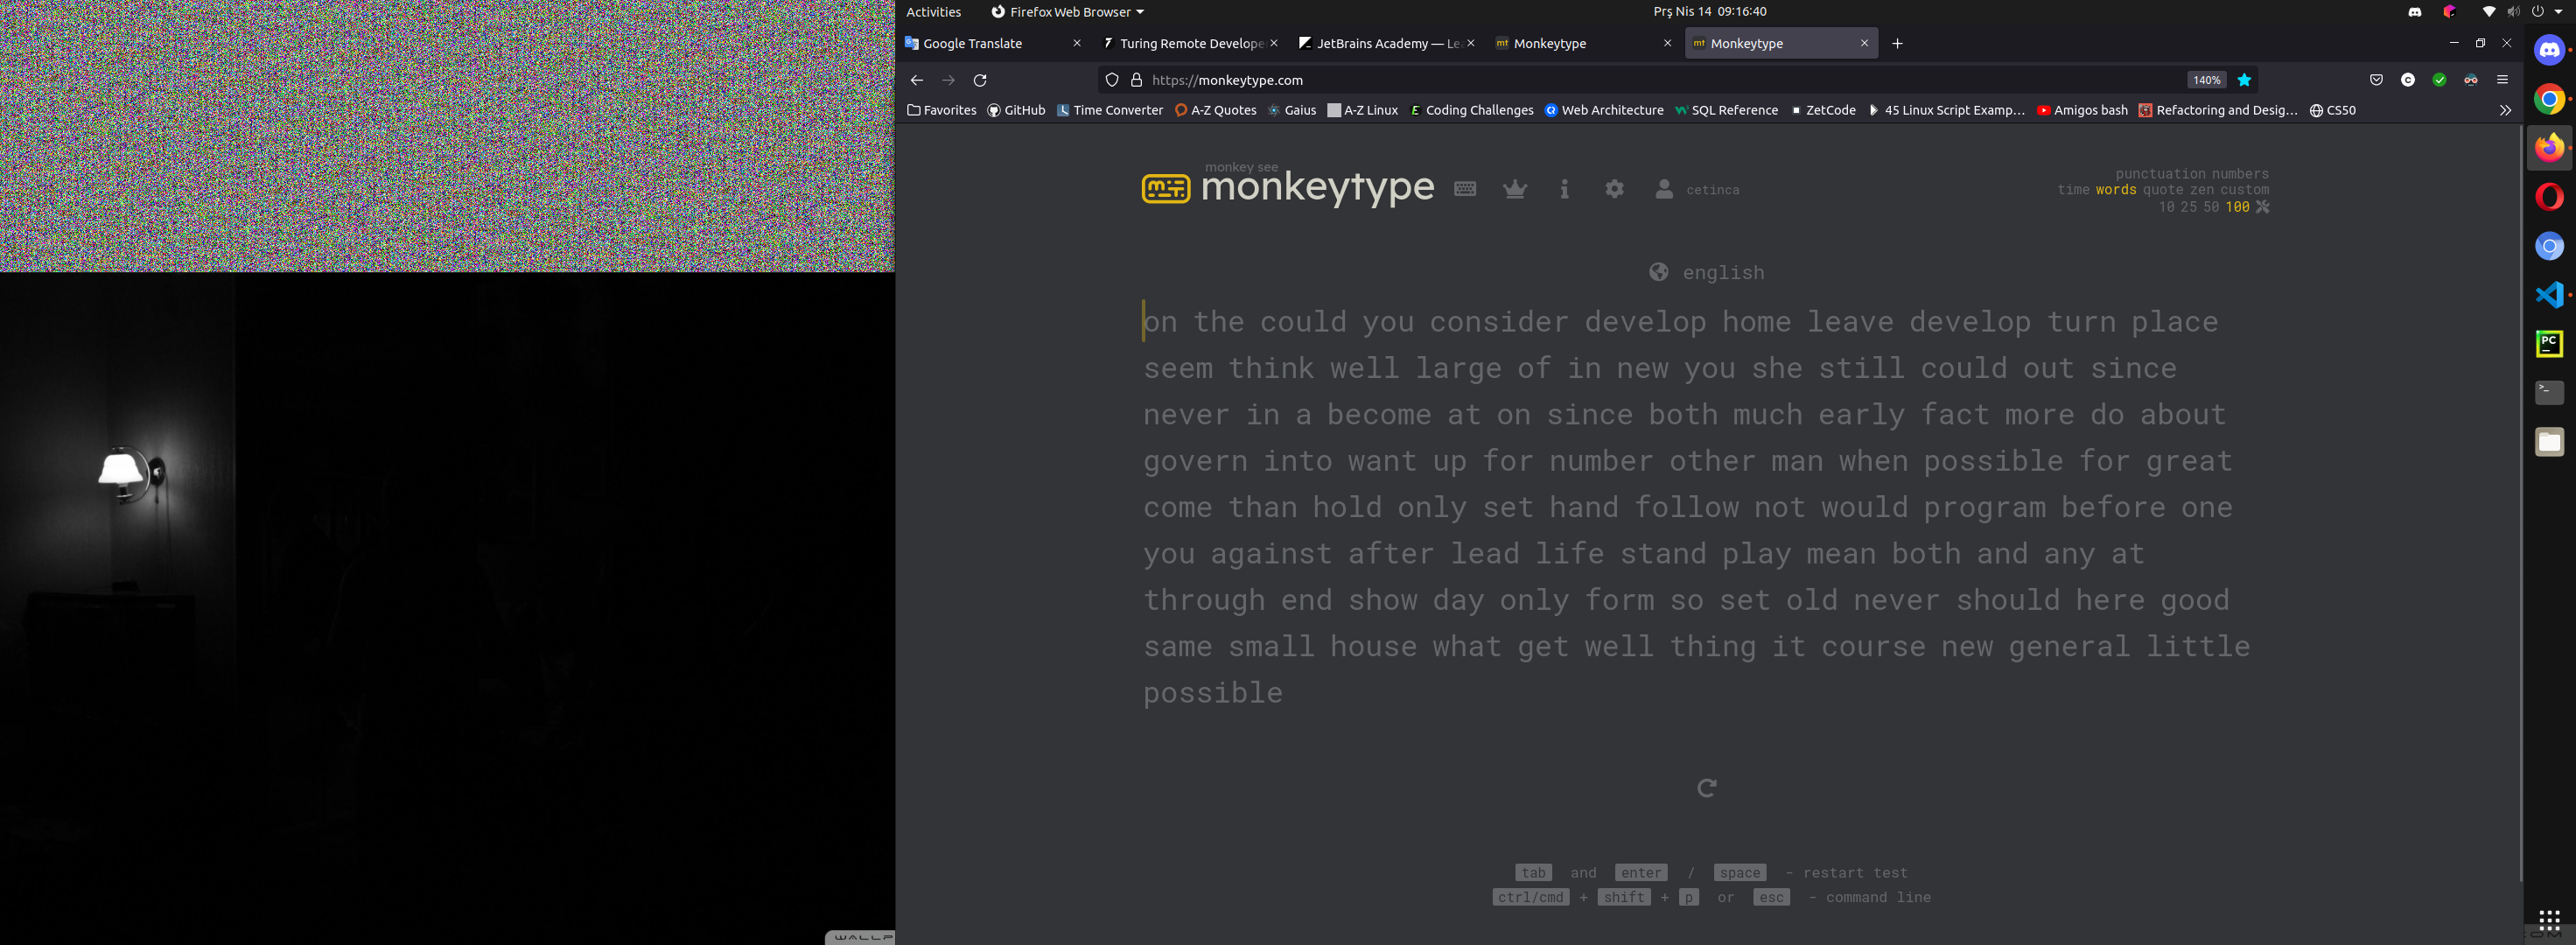 Activities Firefox Web Browser Prş Nis 14 09:16:40
Google Translate Turing Remote Develope JetBrains Academy — Le Monkeytype Monkeytype
https://monkeytype.com 140%
Favorites GitHub Time Converter A-Z Quotes Gaius A-Z Linux Coding Challenges Web Architecture SQL Reference ZetCode 45 Linux Script Examp… Amigos bash Refactoring and Desig… CS50
monkey see
monkeytype cetinca
punctuation numbers
time words quote zen custom
10 25 50 100
english
on the could you consider develop home leave develop turn place
seem think well large of in new you she still could out since
never in a become at on since both much early fact more do about
govern into want up for number other man when possible for great
come than hold only set hand follow not would program before one
you against after lead life stand play mean both and any at
through end show day only form so set old never should here good
same small house what get well thing it course new general little
possible
tab and enter / space - restart test
ctrl/cmd + shift + p or esc - command line